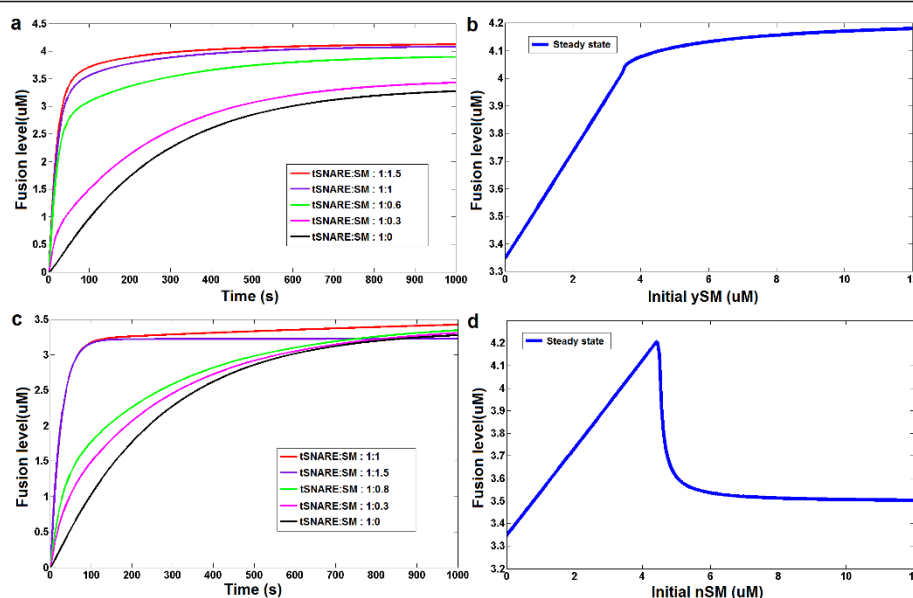 a
4.5
4
3.5
3
2.5
2
1.5
1
0.5
0
Fusion level(uM)
tSNARE:SM : 1:1.5
tSNARE:SM : 1:1
tSNARE:SM : 1:0.6
tSNARE:SM : 1:0.3
tSNARE:SM : 1:0
0 100 200 300 400 500 600 700 800 900 1000
Time (s)
b
4.2
4.1
4
3.9
3.8
3.7
3.6
3.5
3.4
3.3
Fusion level(uM)
Steady state
0 2 4 6 8 10 12
Initial ySM (uM)
c
3.5
3
2.5
2
1.5
1
0.5
0
Fusion level(uM)
tSNARE:SM : 1:1
tSNARE:SM : 1:1.5
tSNARE:SM : 1:0.8
tSNARE:SM : 1:0.3
tSNARE:SM : 1:0
0 100 200 300 400 500 600 700 800 900 1000
Time (s)
d
4.2
4.1
4
3.9
3.8
3.7
3.6
3.5
3.4
3.3
3.2
Fusion level(uM)
Steady state
0 2 4 6 8 10
Initial nSM (uM)